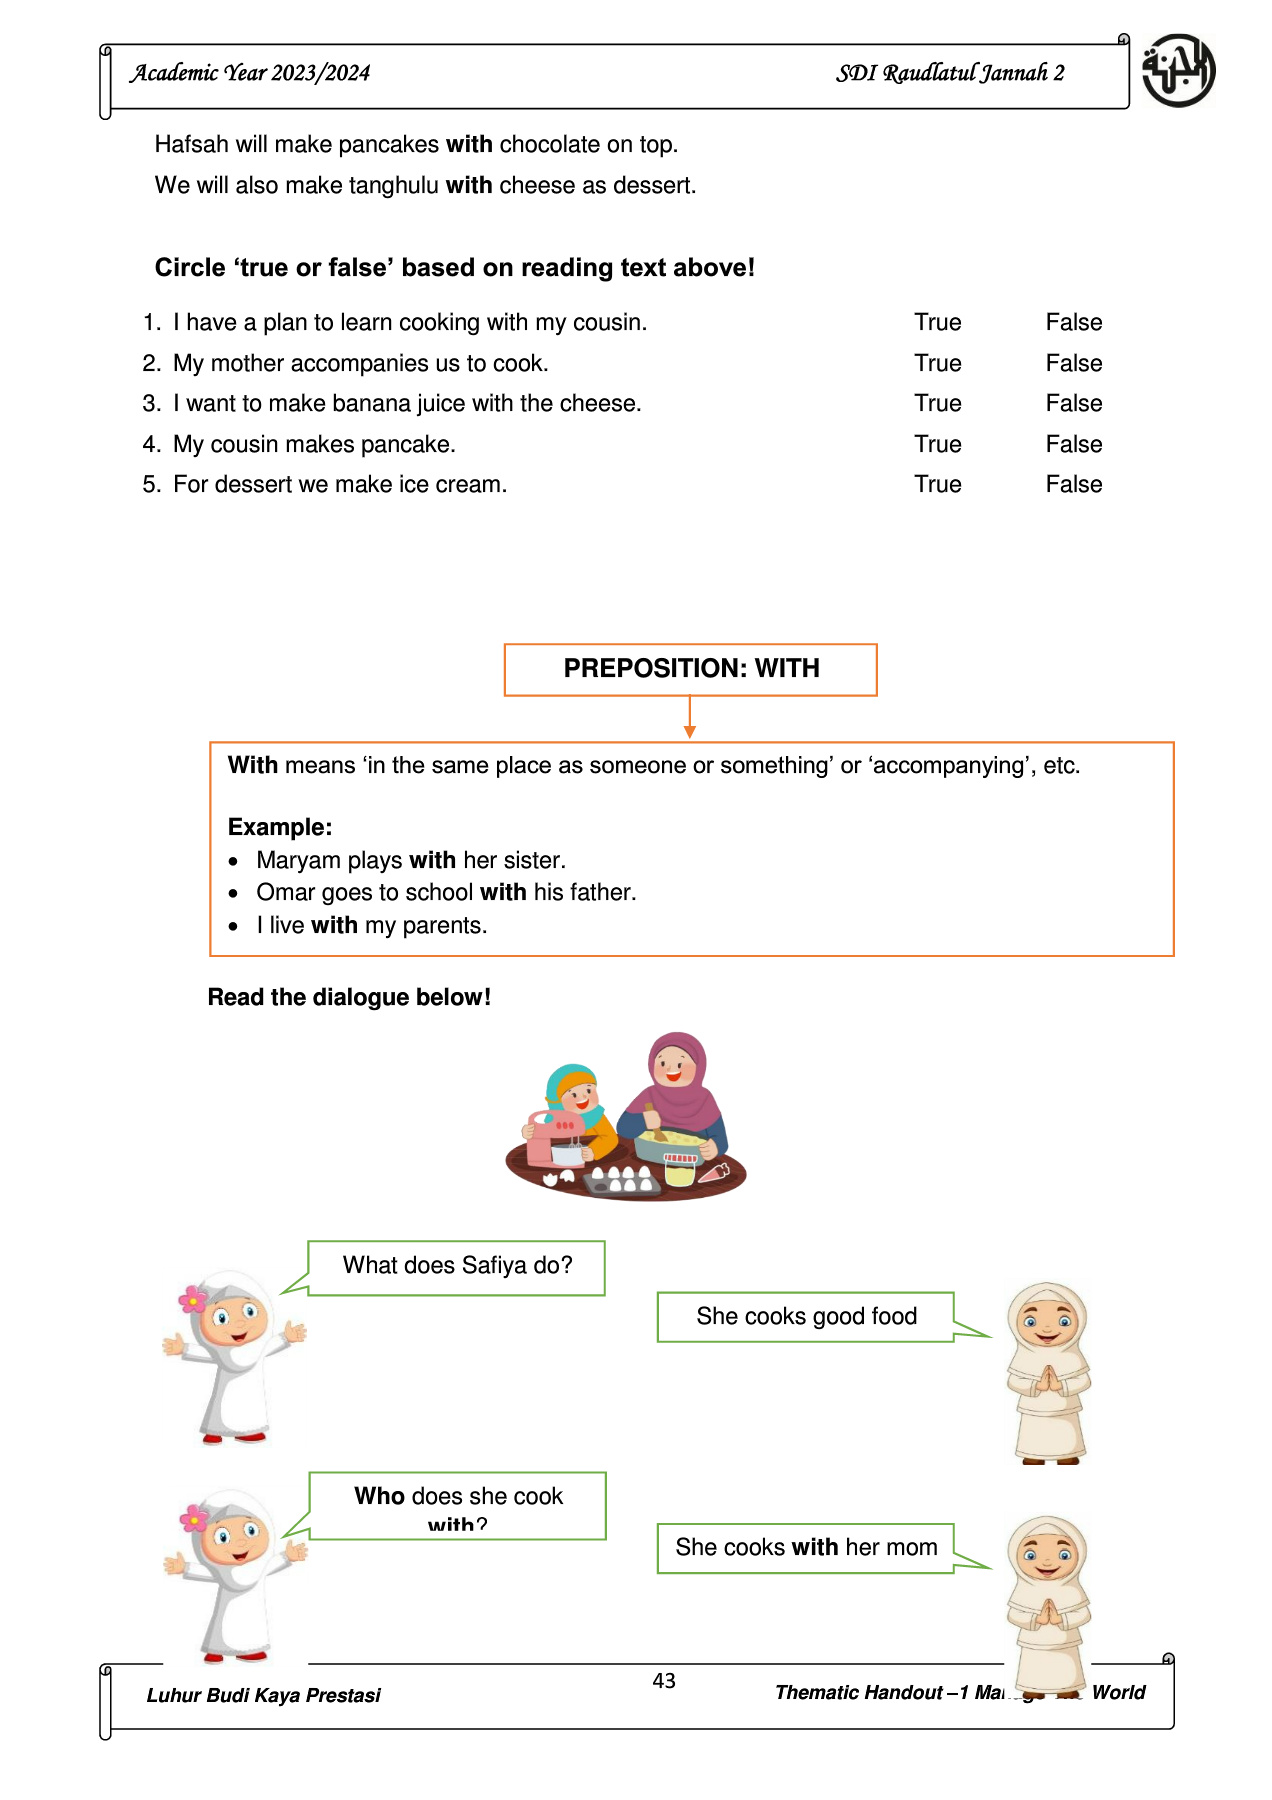 Academic Year 2023/2024 SDI Raudlatul Jannah 2
Hafsah will make pancakes with chocolate on top.
We will also make tanghulu with cheese as dessert.
Circle ‘true or false’ based on reading text above!
1. I have a plan to learn cooking with my cousin. True False
2. My mother accompanies us to cook. True False
3. I want to make banana juice with the cheese. True False
4. My cousin makes pancake. True False
5. For dessert we make ice cream. True False
PREPOSITION: WITH
With means ‘in the same place as someone or something’ or ‘accompanying’, etc.
Example:
• Maryam plays with her sister.
• Omar goes to school with his father.
• I live with my parents.
Read the dialogue below!
What does Safiya do?
She cooks good food
Who does she cook
with?
She cooks with her mom
43
Luhur Budi Kaya Prestasi Thematic Handout –1 World